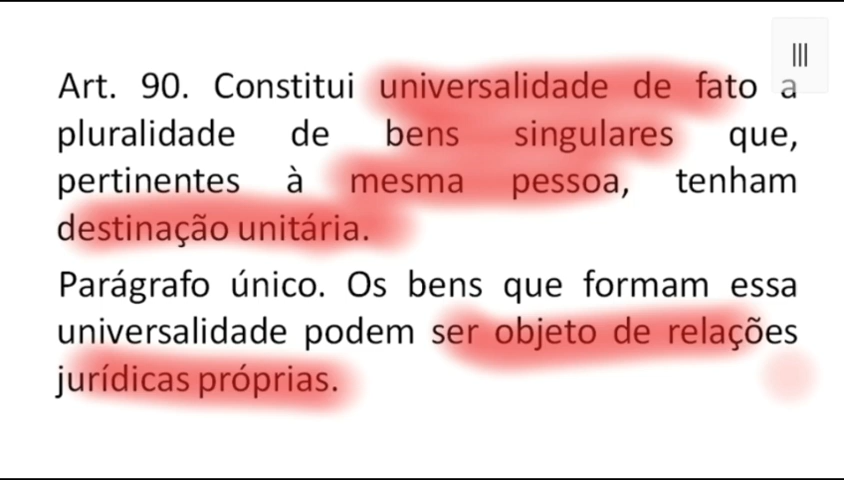 Art. 90. Constitui universalidade de fato a
pluralidade de bens singulares que,
pertinentes à mesma pessoa, tenham
destinação unitária.
Parágrafo único. Os bens que formam essa
universalidade podem ser objeto de relações
jurídicas próprias.